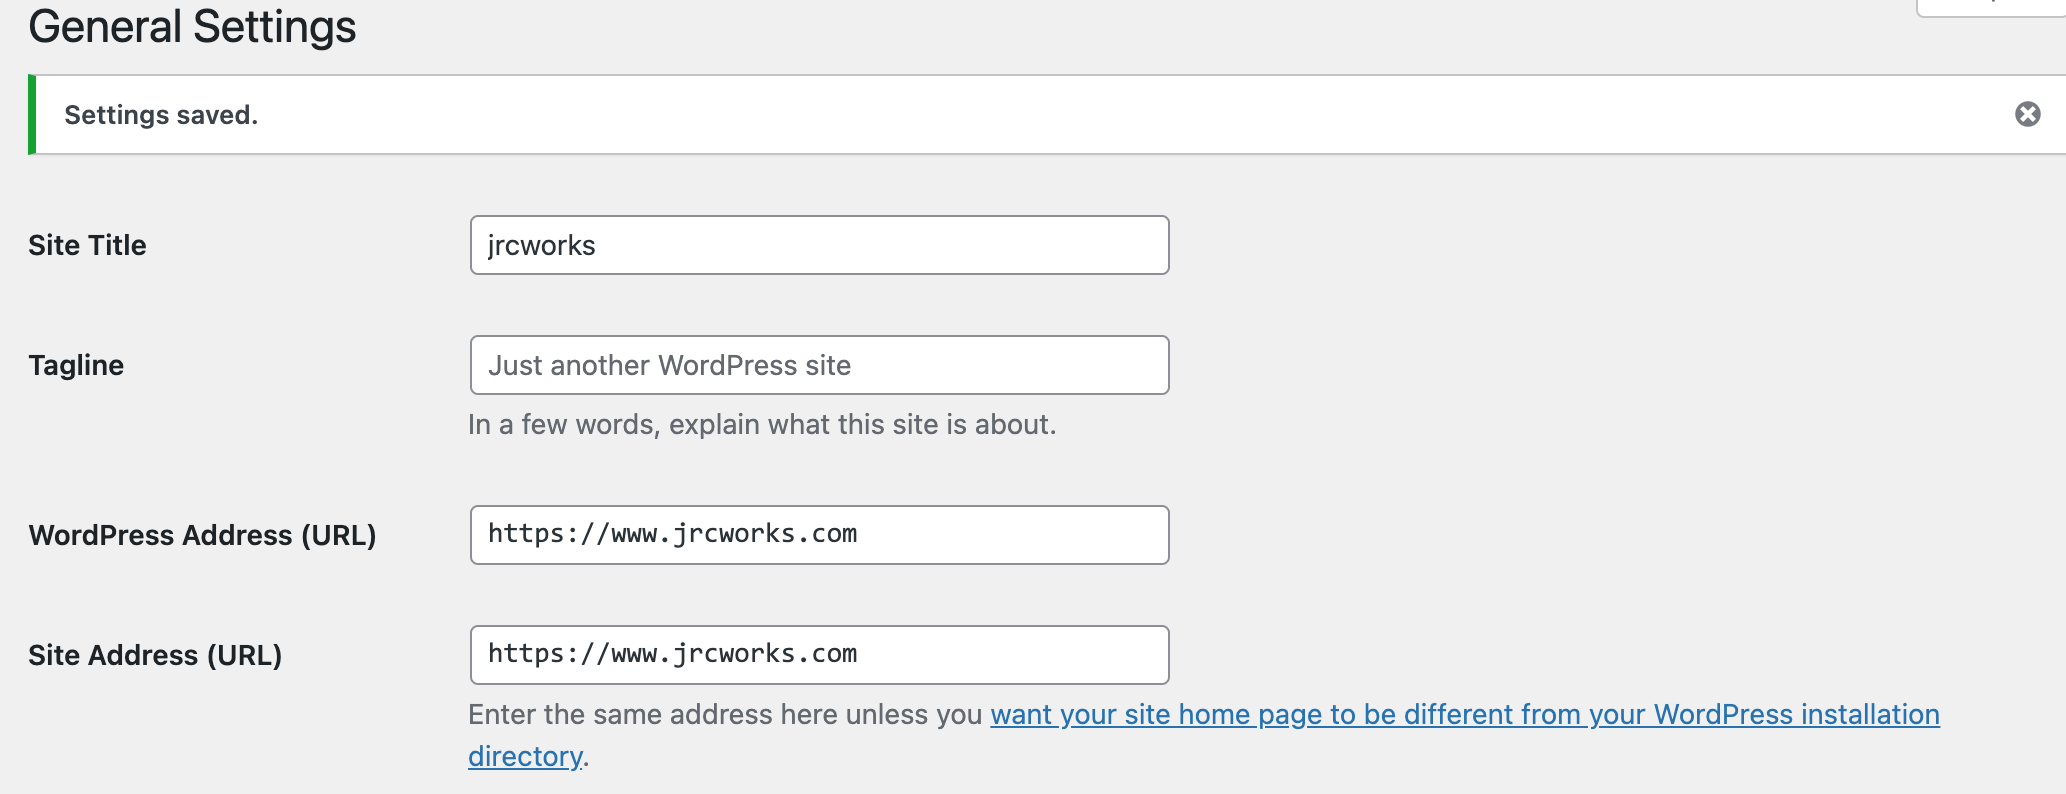 General Settings
Settings saved.
Site Title
jrcworks
Tagline
Just another WordPress site
In a few words, explain what this site is about.
WordPress Address (URL)
https://www.jrcworks.com
Site Address (URL)
https://www.jrcworks.com
Enter the same address here unless you want your site home page to be different from your WordPress installation
directory.